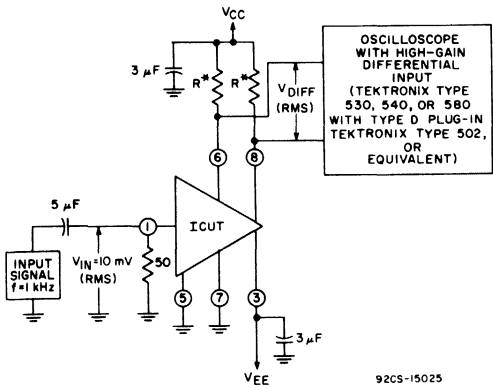 VCC
3 μF
R*
R*
VDIFF
(RMS)
OSCILLOSCOPE
WITH HIGH-GAIN
DIFFERENTIAL
INPUT
(TEKTRONIX TYPE
530, 540, OR 580
WITH TYPE D PLUG-IN
TEKTRONIX TYPE 502,
OR
EQUIVALENT)
6
8
5 μF
1
ICUT
INPUT
SIGNAL
f=1 kHz
VIN=10 mV
(RMS)
50
5
7
3
3 μF
VEE
92CS-15025